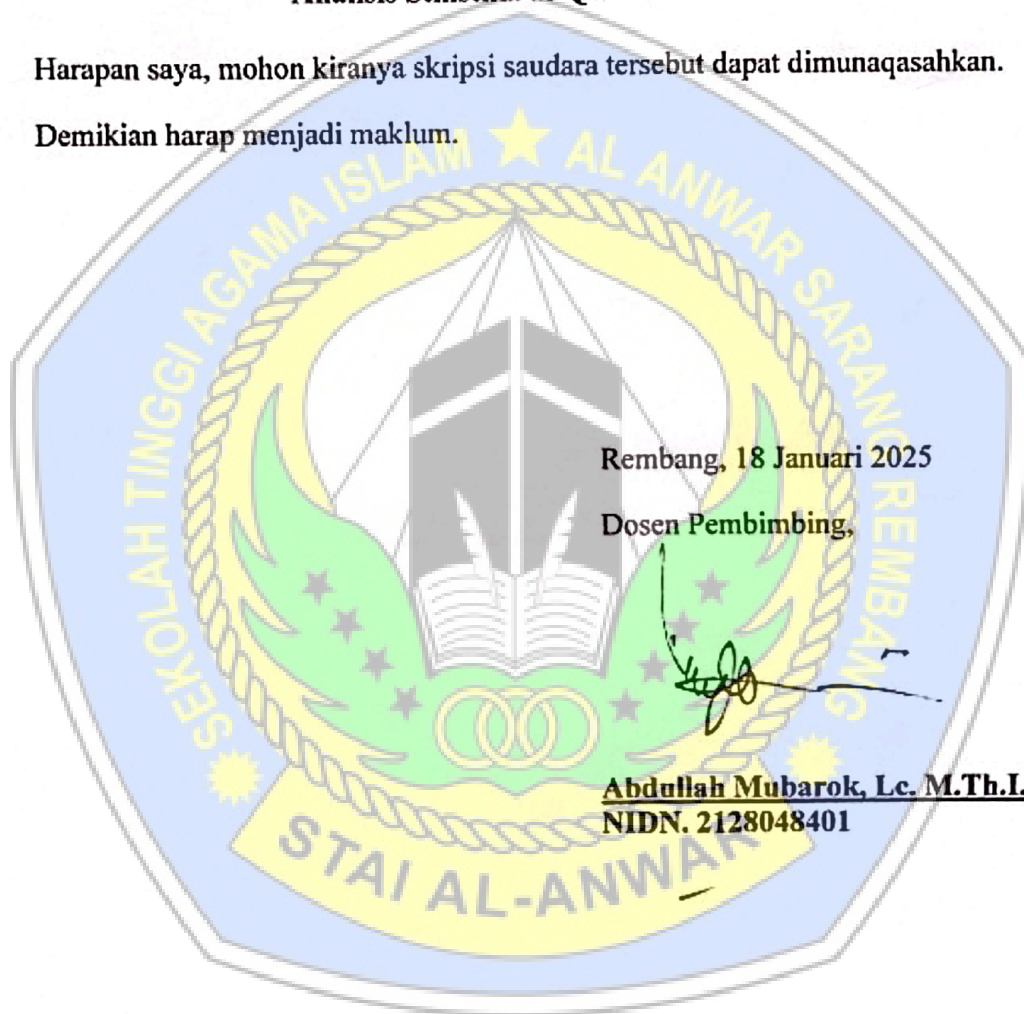 Harapan saya, mohon kiranya skripsi saudara tersebut dapat dimunaqasahkan.
Demikian harap menjadi maklum.
SEKOLAH TINGGI AGAMA ISLAM ★ AL ANWAR SARANG REMBANG
Rembang, 18 Januari 2025
Dosen Pembimbing,
Abdullah Mubarok, Lc. M.Th.I.
NIDN. 2128048401
STAI AL-ANWAR